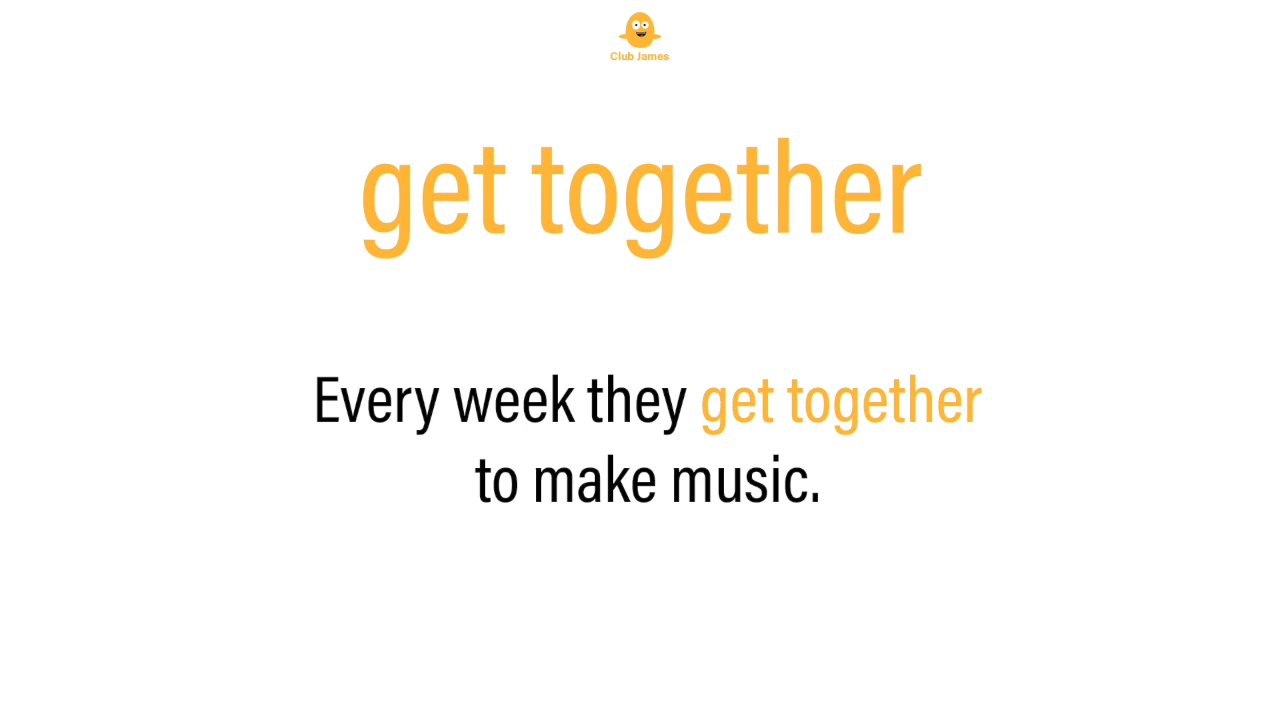 Club James
get together
Every week they get together
to make music.